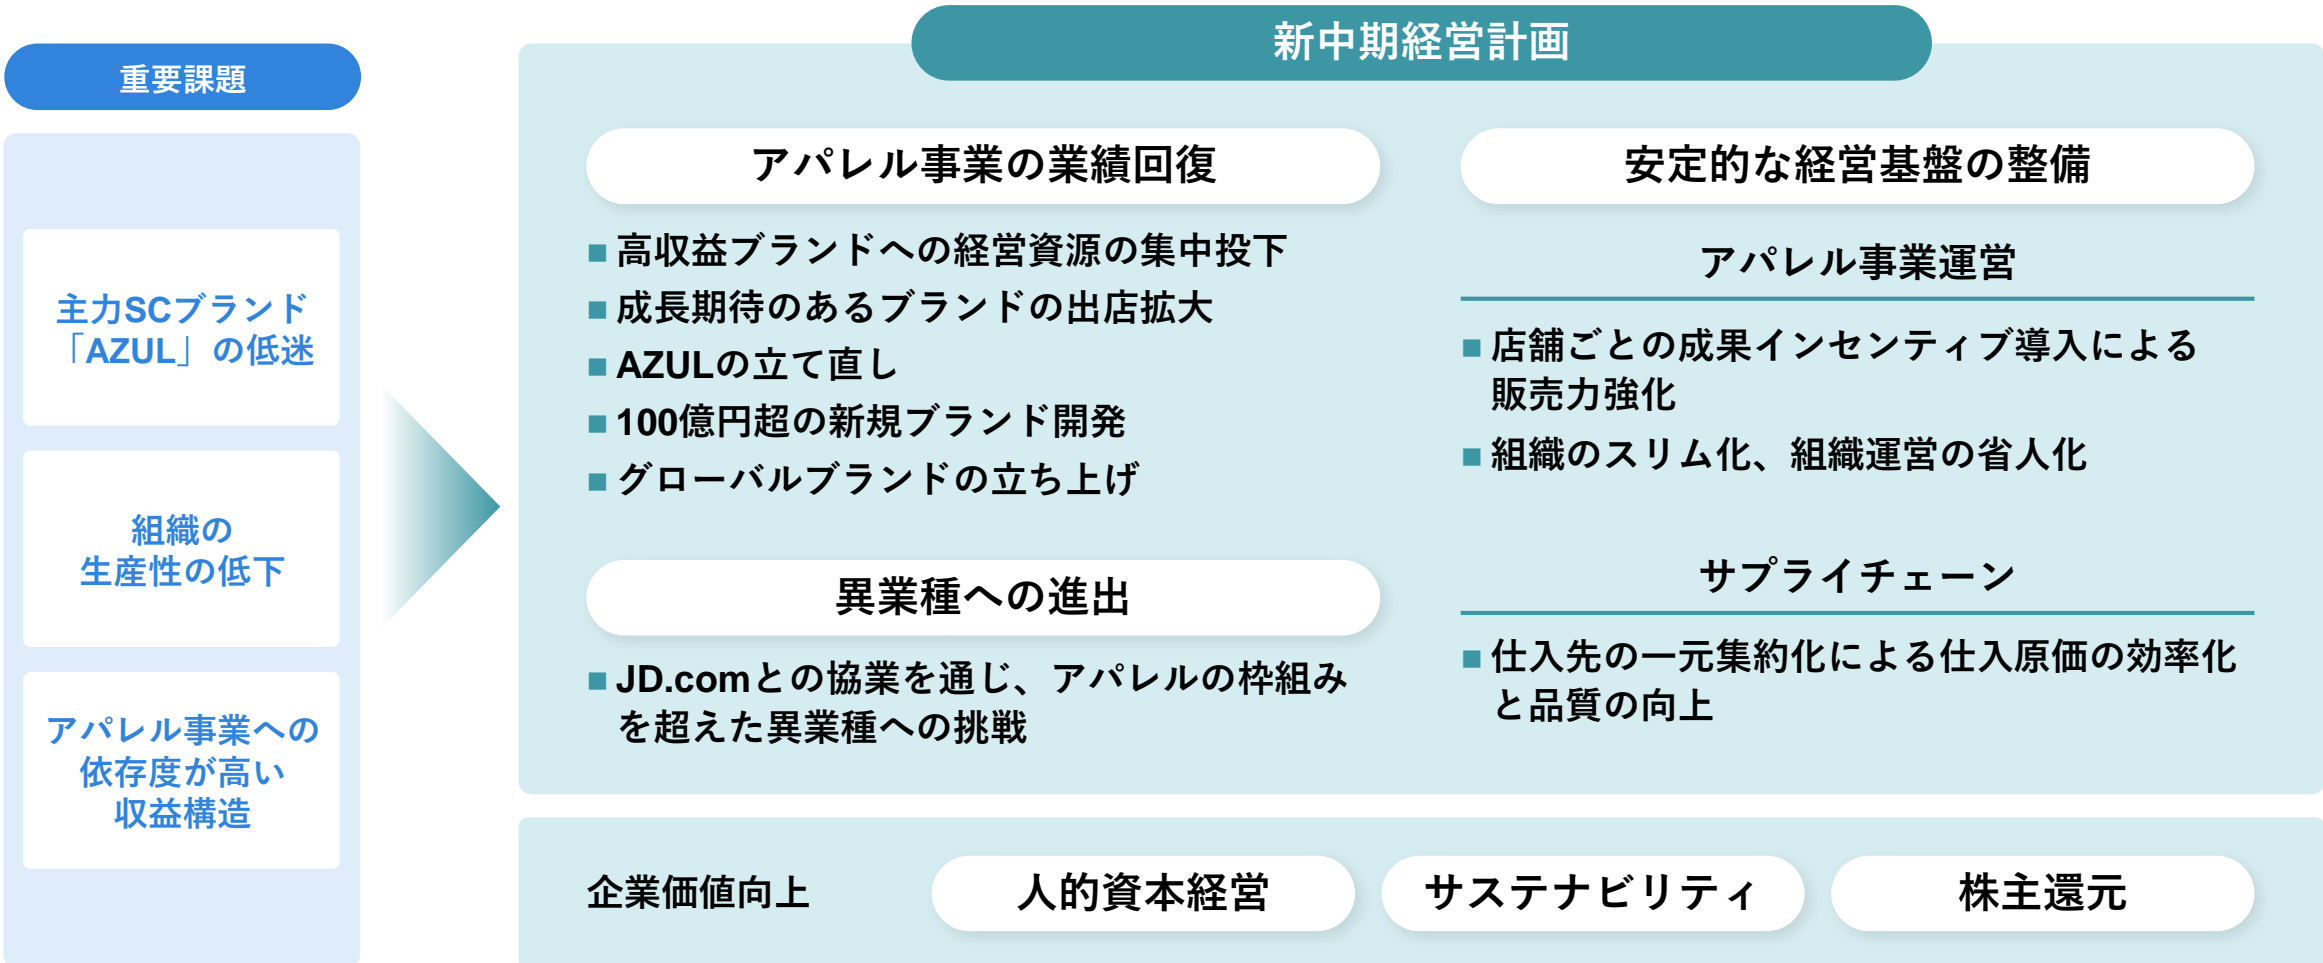 重要課題
主力SCブランド
「AZUL」の低迷
組織の
生産性の低下
アパレル事業への
依存度が高い
収益構造
新中期経営計画
アパレル事業の業績回復
■高収益ブランドへの経営資源の集中投下
■成長期待のあるブランドの出店拡大
■AZULの立て直し
■100億円超の新規ブランド開発
■グローバルブランドの立ち上げ
異業種への進出
■JD.comとの協業を通じ、アパレルの枠組み
を超えた異業種への挑戦
安定的な経営基盤の整備
アパレル事業運営
■店舗ごとの成果インセンティブ導入による
販売力強化
■組織のスリム化、組織運営の省人化
サプライチェーン
■仕入先の一元集約化による仕入原価の効率化
と品質の向上
企業価値向上
人的資本経営
サステナビリティ
株主還元